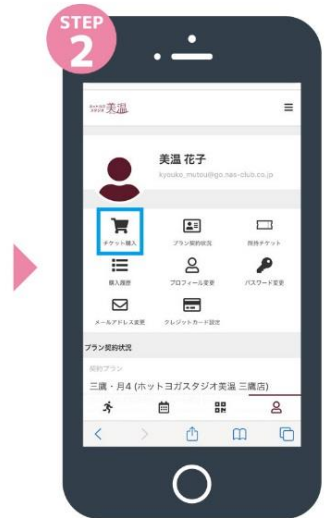 STEP
2
美温
美温 花子
kyouko_mutou@go.nas-club.co.jp
チケット購入
プラン契約状況
所持チケット
購入履歴
プロフィール変更
パスワード変更
メールアドレス変更
クレジットカード設定
プラン契約状況
契約プラン
三鷹・月4 (ホットヨガスタジオ美温 三鷹店)